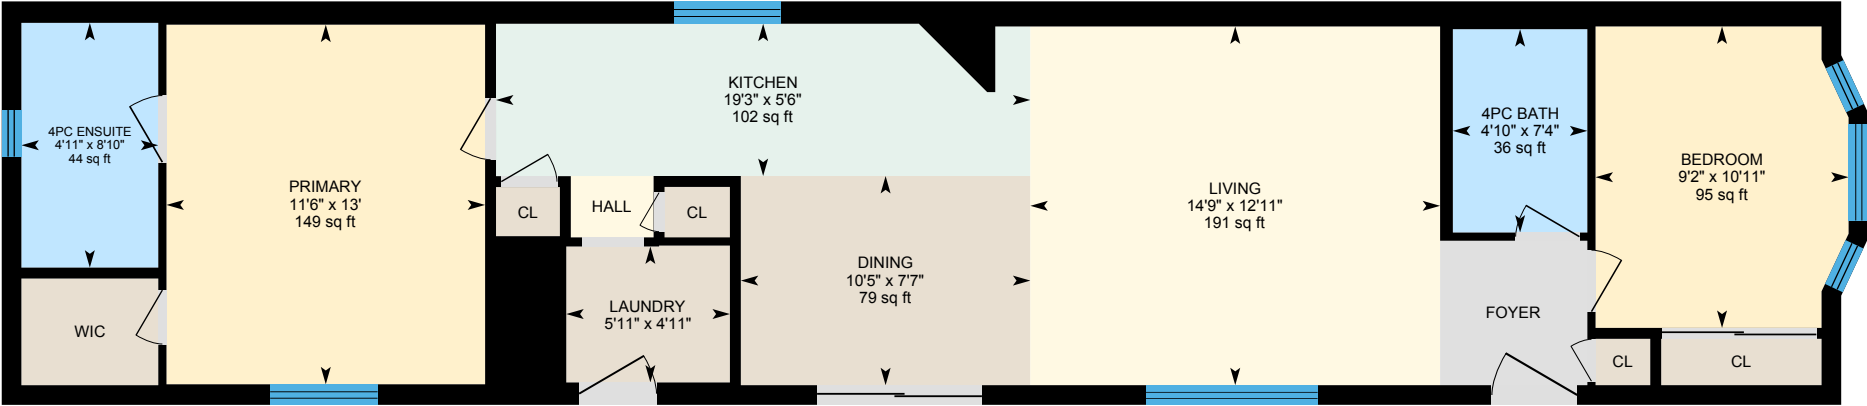 4PC ENSUITE
4'11" x 8'10"
44 sq ft
WIC
PRIMARY
11'6" x 13'
149 sq ft
KITCHEN
19'3" x 5'6"
102 sq ft
CL
HALL
CL
LAUNDRY
5'11" x 4'11"
DINING
10'5" x 7'7"
79 sq ft
LIVING
14'9" x 12'11"
191 sq ft
4PC BATH
4'10" x 7'4"
36 sq ft
FOYER
BEDROOM
9'2" x 10'11"
95 sq ft
CL
CL